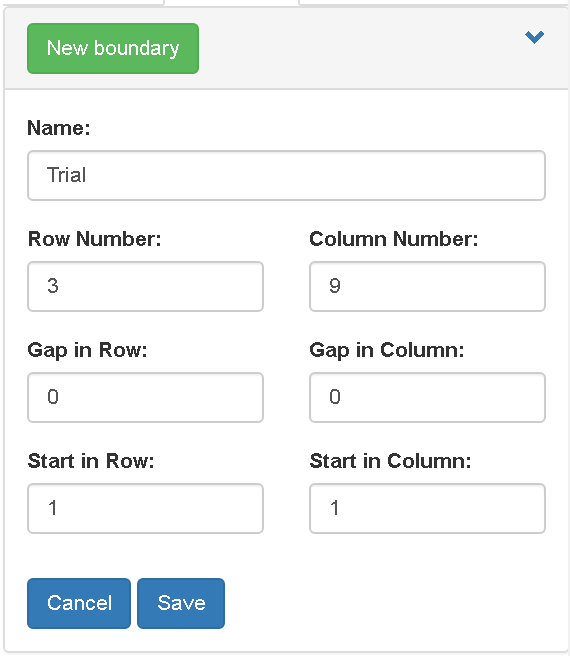 New boundary
Name:
Trial
Row Number: Column Number:
3 9
Gap in Row: Gap in Column:
0 0
Start in Row: Start in Column:
1 1
Cancel Save